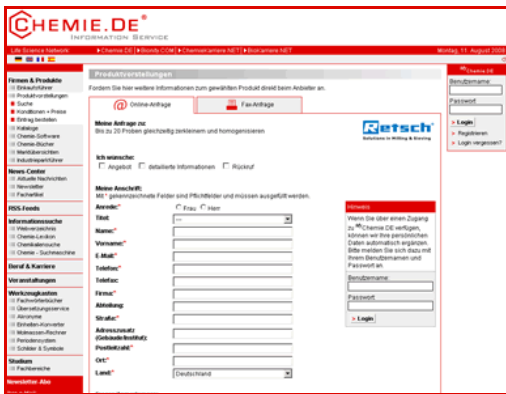 CHEMIE.DE®
INFORMATION SERVICE
Life Science Network: Chemie.DE Bionity.COM ChemieKarriere.NET BioKarriere.NET Montag, 11. August 2008
my Chemie.DE
Benutzername:
Passwort:
Login
Registrieren
Login vergessen?
Firmen & Produkte
Einkaufsführer
Produktvorstellungen
Suche
Konditionen + Preise
Eintrag bestellen
Kataloge
Chemie-Software
Chemie-Bücher
Marktübersichten
Industrieparkführer
News-Center
Aktuelle Nachrichten
Newsletter
Fachartikel
RSS-Feeds
Informationssuche
Webverzeichnis
Chemie-Lexikon
Chemikaliensuche
Chemie - Suchmaschine
Beruf & Karriere
Veranstaltungen
Werkzeugkasten
Fachwörterbücher
Übersetzungsservice
Akronyme
Einheiten-Konverter
Molmassen-Rechner
Periodensystem
Schilder & Symbole
Studium
Fachbereiche
Newsletter-Abo
Produktvorstellungen
Fordern Sie hier weitere Informationen zum gewählten Produkt direkt beim Anbieter an.
@ Online-Anfrage Fax-Anfrage
Meine Anfrage zu:
Bis zu 20 Proben gleichzeitig zerkleinern und homogenisieren
Retsch®
Solutions in Milling & Sieving
Ich wünsche:
Angebot detailierte Informationen Rückruf
Meine Anschrift:
Mit * gekennzeichnete Felder sind Pflichtfelder und müssen ausgefüllt werden.
Anrede:* Frau Herr
Titel: ---
Name:*
Vorname:*
E-Mail:*
Telefon:*
Telefax:
Firma:*
Abteilung:
Straße:*
Adresszusatz
(Gebäude/Institut):
Postleitzahl:*
Ort:*
Land:* Deutschland
Hinweis
Wenn Sie über einen Zugang
zu my Chemie.DE verfügen,
können wir Ihre persönlichen
Daten automatisch ergänzen.
Bitte melden Sie sich dazu mit
Ihrem Benutzernamen und
Passwort an.
Benutzername:
Passwort:
Login